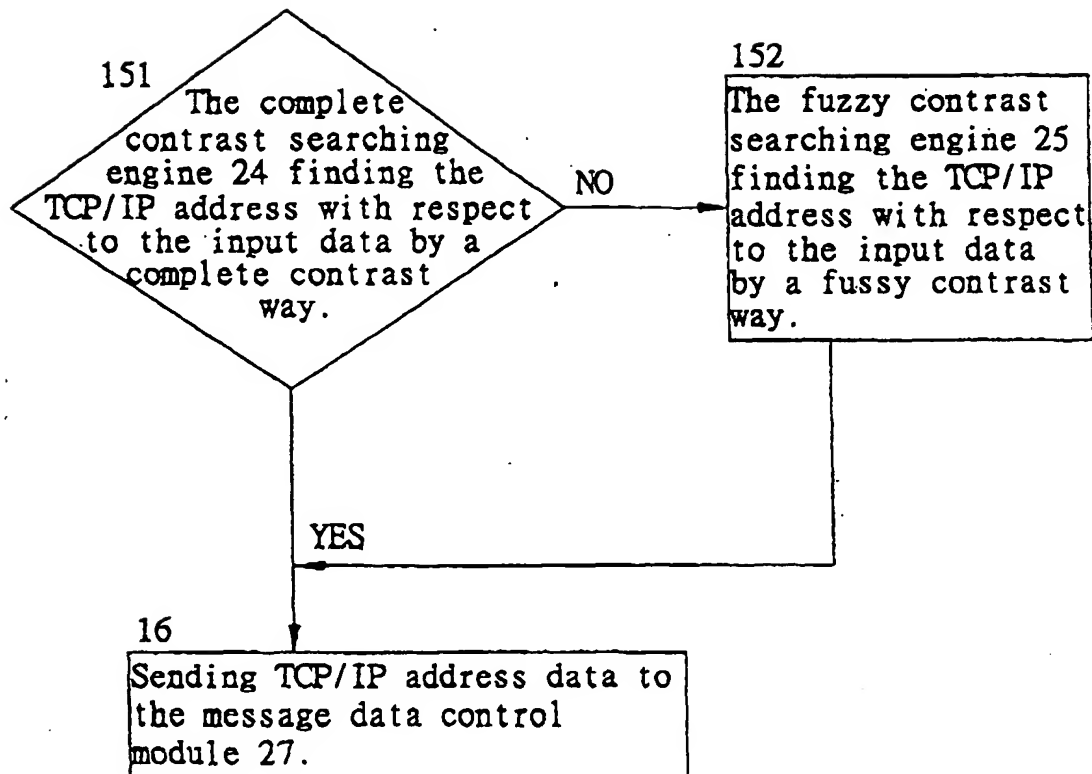 151
The complete
contrast searching
engine 24 finding the
TCP/IP address with respect
to the input data by a
complete contrast
way.
NO
152
The fuzzy contrast
searching engine 25
finding the TCP/IP
address with respect
to the input data
by a fussy contrast
way.
YES
16
Sending TCP/IP address data to
the message data control
module 27.